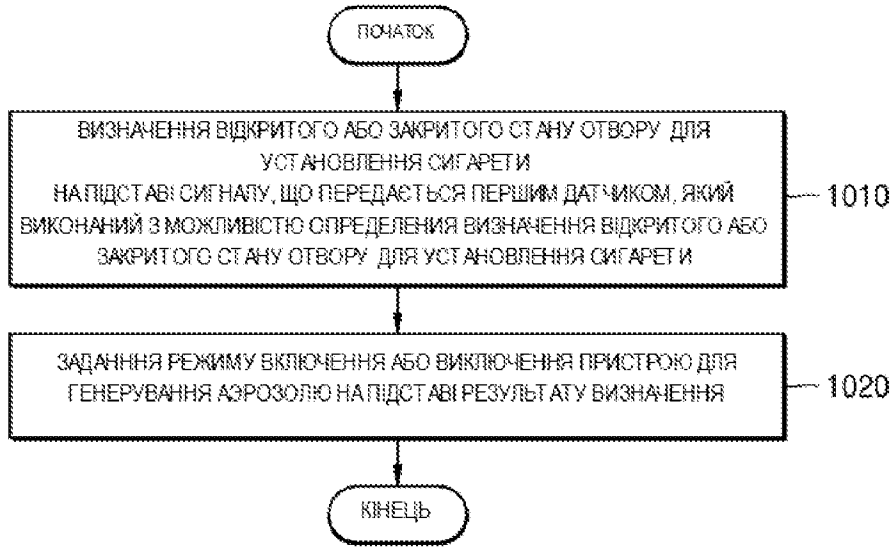 ПОЧАТОК
ВИЗНАЧЕННЯ ВІДКРИТОГО АБО ЗАКРИТОГО СТАНУ ОТВОРУ ДЛЯ
УСТАНОВЛЕННЯ СИГАРЕТИ
НА ПІДСТАВІ СИГНАЛУ, ЩО ПЕРЕДАЄТЬСЯ ПЕРШИМ ДАТЧИКОМ, ЯКИЙ
ВИКОНАНИЙ З МОЖЛИВІСТЮ ОПРЕДЕЛЕНИЯ ВИЗНАЧЕННЯ ВІДКРИТОГО АБО
ЗАКРИТОГО СТАНУ ОТВОРУ ДЛЯ УСТАНОВЛЕННЯ СИГАРЕТИ
1010
ЗАДАНННЯ РЕЖИМУ ВКЛЮЧЕННЯ АБО ВИКЛЮЧЕННЯ ПРИСТРОЮ ДЛЯ
ГЕНЕРУВАННЯ АЭРОЗОЛЮ НА ПІДСТАВІ РЕЗУЛЬТАТУ ВИЗНАЧЕННЯ
1020
КІНЕЦЬ